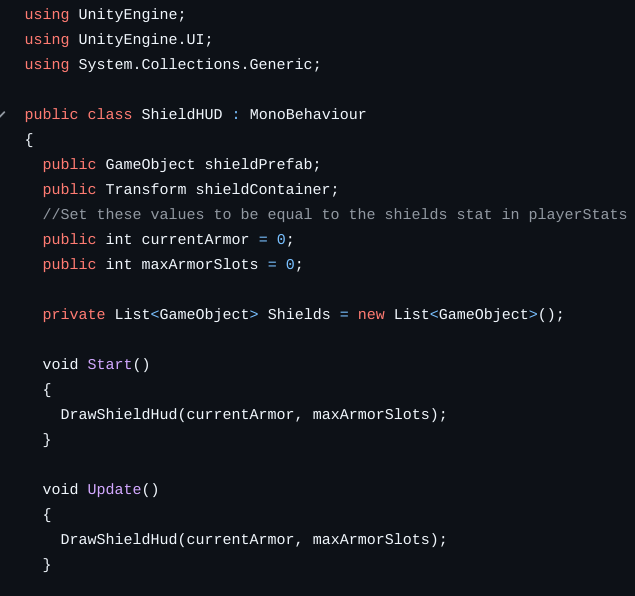 using UnityEngine;
using UnityEngine.UI;
using System.Collections.Generic;
public class ShieldHUD : MonoBehaviour
{
public GameObject shieldPrefab;
public Transform shieldContainer;
//Set these values to be equal to the shields stat in playerStats
public int currentArmor = 0;
public int maxArmorSlots = 0;
private List<GameObject> Shields = new List<GameObject>();
void Start()
{
DrawShieldHud(currentArmor, maxArmorSlots);
}
void Update()
{
DrawShieldHud(currentArmor, maxArmorSlots);
}